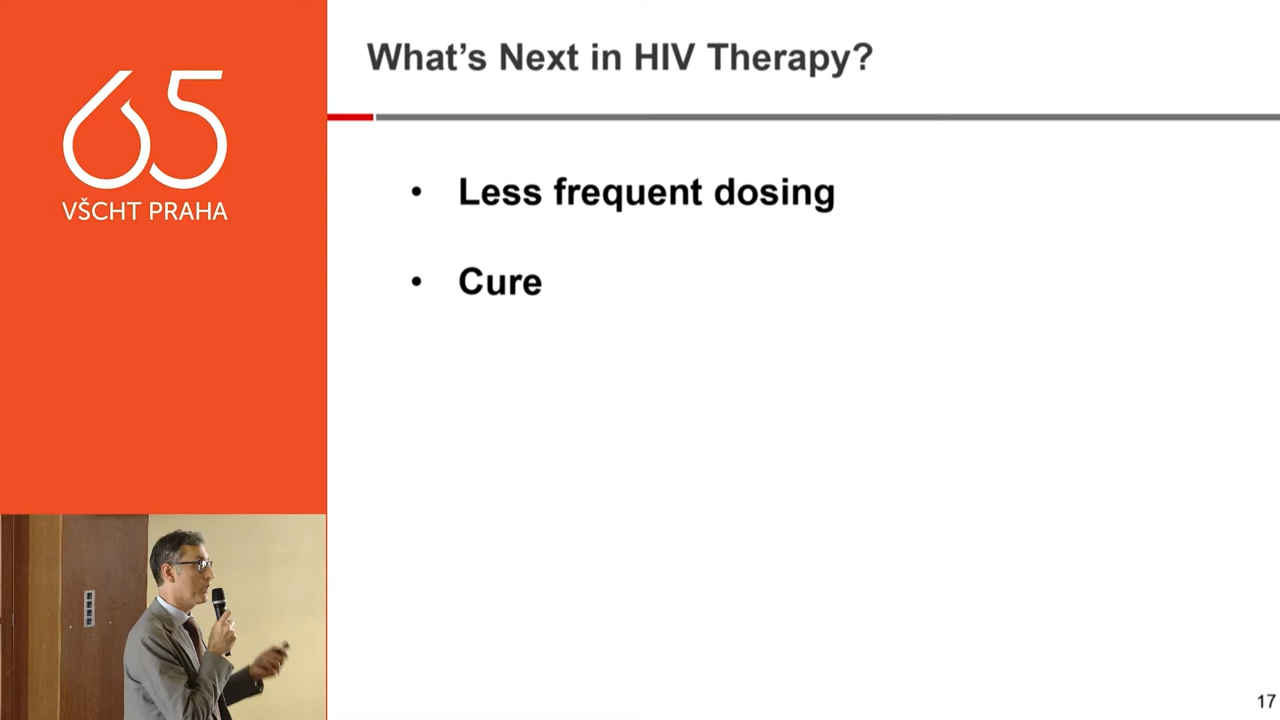 65
VŠCHT PRAHA
What's Next in HIV Therapy?
• Less frequent dosing
• Cure
17